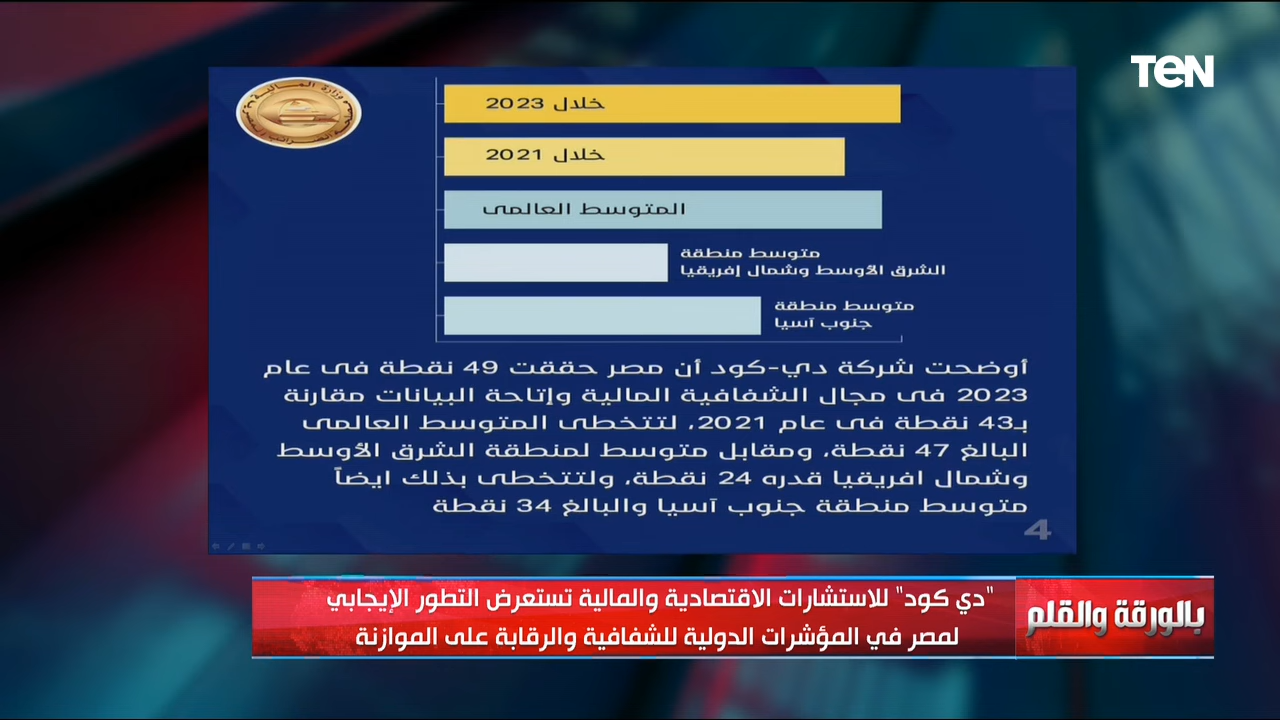 TEN
وزارة المالية
خلال 2023
خلال 2021
المتوسط العالمى
متوسط منطقة
الشرق الأوسط وشمال إفريقيا
متوسط منطقة
جنوب آسيا
أوضحت شركة دي-كود أن مصر حققت 49 نقطة فى عام
2023 فى مجال الشفافية المالية وإتاحة البيانات مقارنة
بـ43 نقطة فى عام 2021، لتتخطى المتوسط العالمى
البالغ 47 نقطة، ومقابل متوسط لمنطقة الشرق الأوسط
وشمال افريقيا قدره 24 نقطة، ولتتخطى بذلك ايضاً
متوسط منطقة جنوب آسيا والبالغ 34 نقطة
4
بالورقة والقلم
"دي كود" للاستشارات الاقتصادية والمالية تستعرض التطور الإيجابي
لمصر في المؤشرات الدولية للشفافية والرقابة على الموازنة